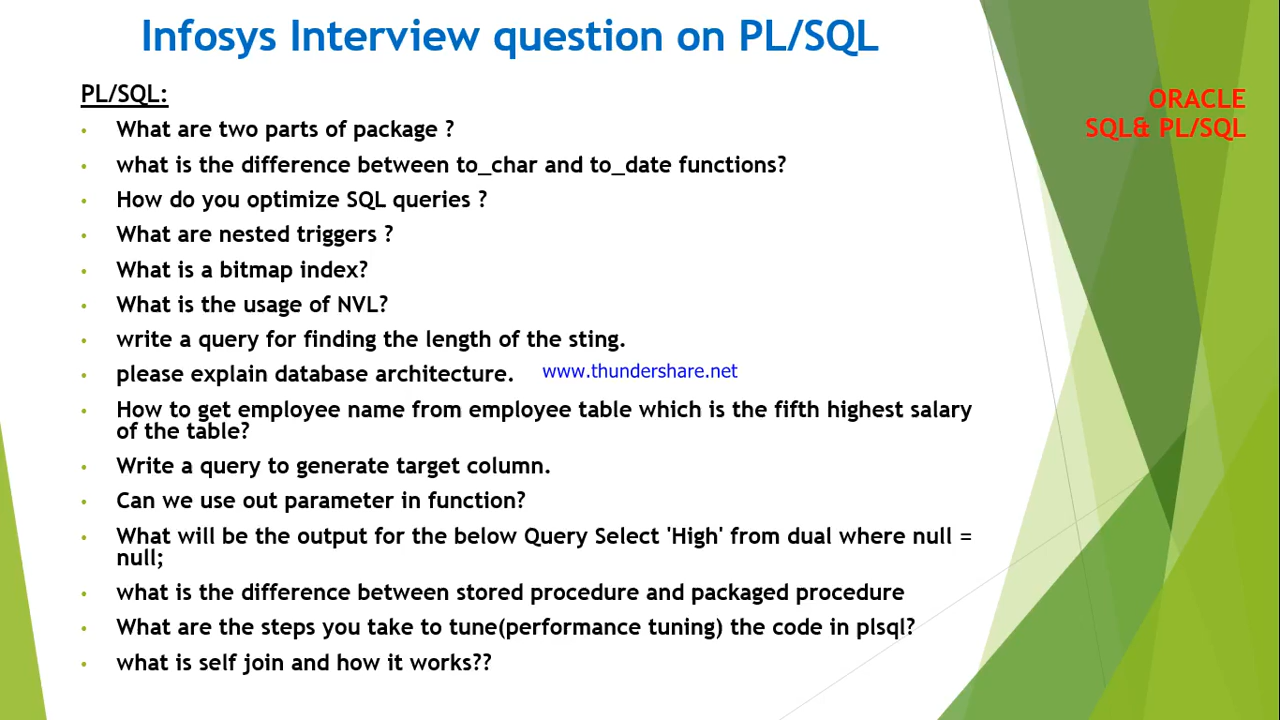 Infosys Interview question on PL/SQL
PL/SQL:
ORACLE
SQL& PL/SQL
• What are two parts of package ?
• what is the difference between to_char and to_date functions?
• How do you optimize SQL queries ?
• What are nested triggers ?
• What is a bitmap index?
• What is the usage of NVL?
• write a query for finding the length of the sting.
• please explain database architecture. www.thundershare.net
• How to get employee name from employee table which is the fifth highest salary
of the table?
• Write a query to generate target column.
• Can we use out parameter in function?
• What will be the output for the below Query Select 'High' from dual where null =
null;
• what is the difference between stored procedure and packaged procedure
• What are the steps you take to tune(performance tuning) the code in plsql?
• what is self join and how it works??